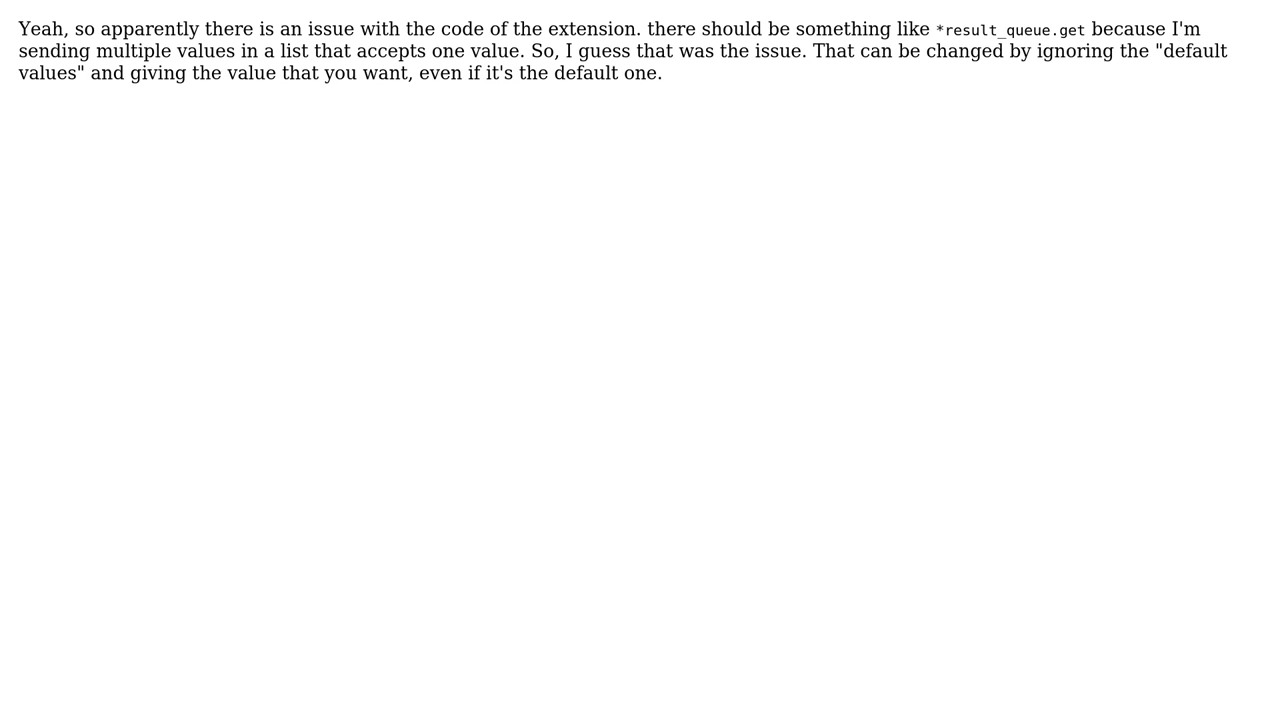 Yeah, so apparently there is an issue with the code of the extension. there should be something like *result_queue.get because I'm
sending multiple values in a list that accepts one value. So, I guess that was the issue. That can be changed by ignoring the "default
values" and giving the value that you want, even if it's the default one.